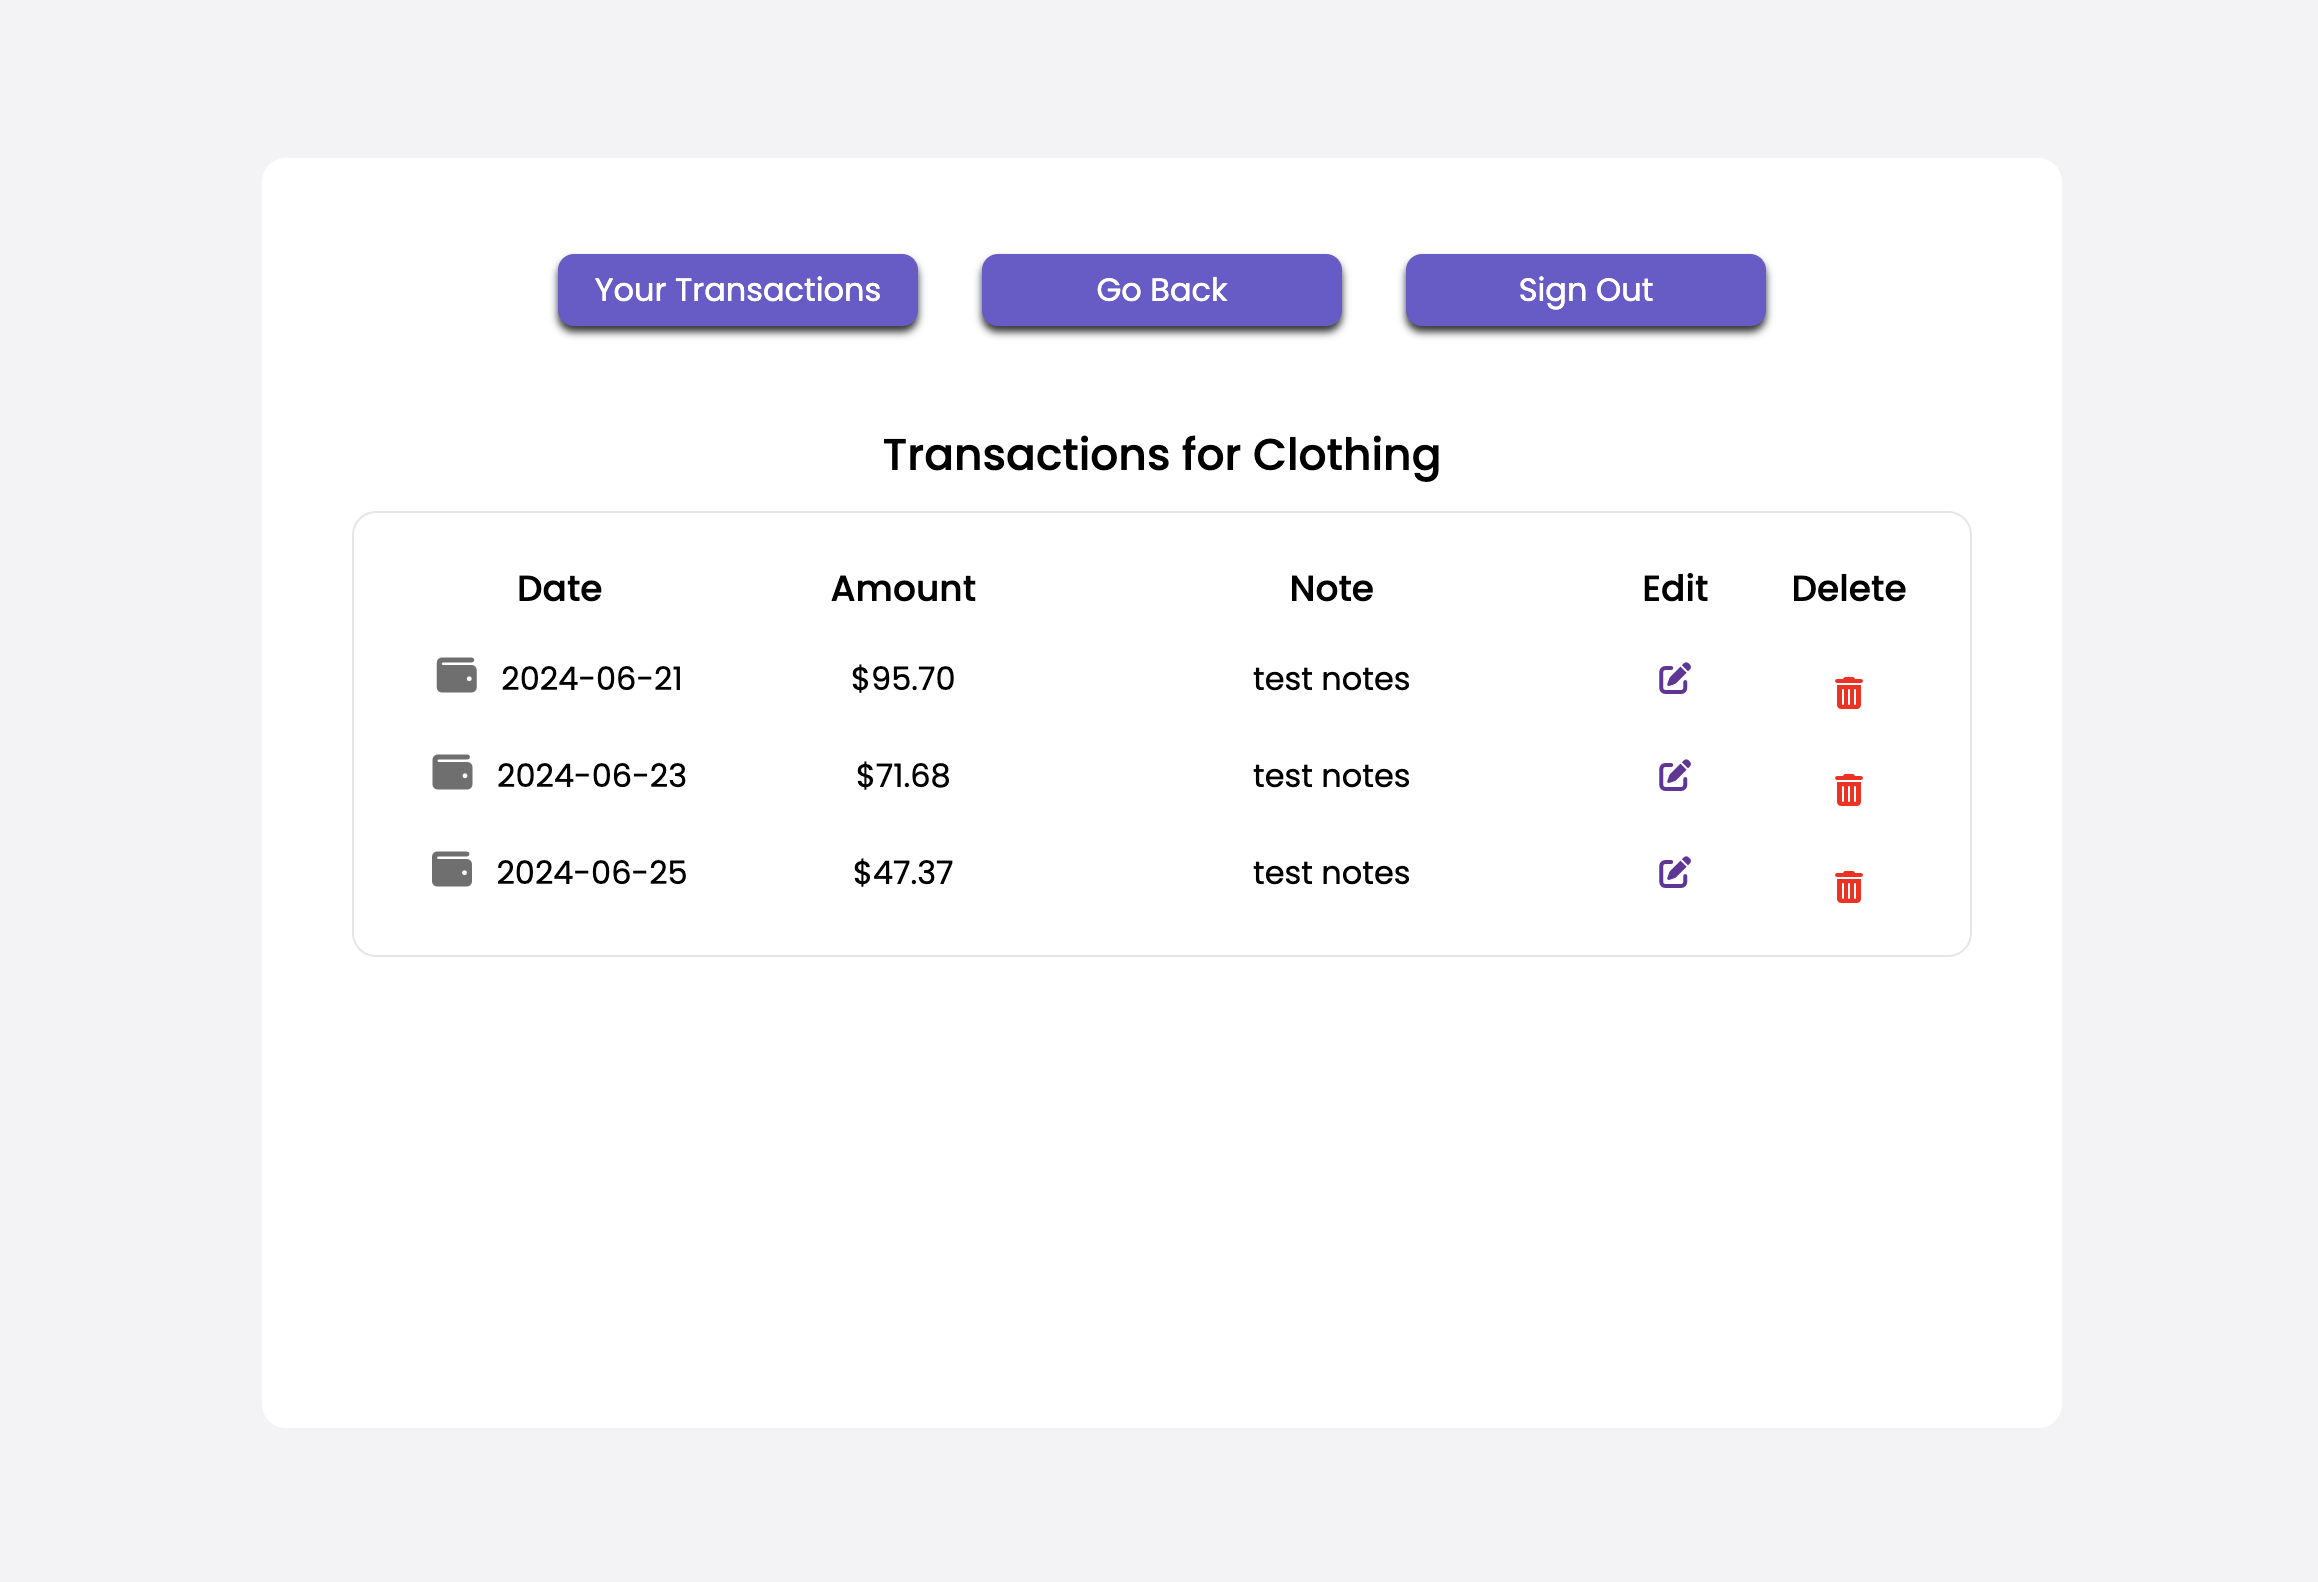 Your Transactions Go Back Sign Out
Transactions for Clothing
Date Amount Note Edit Delete
2024-06-21 $95.70 test notes
2024-06-23 $71.68 test notes
2024-06-25 $47.37 test notes